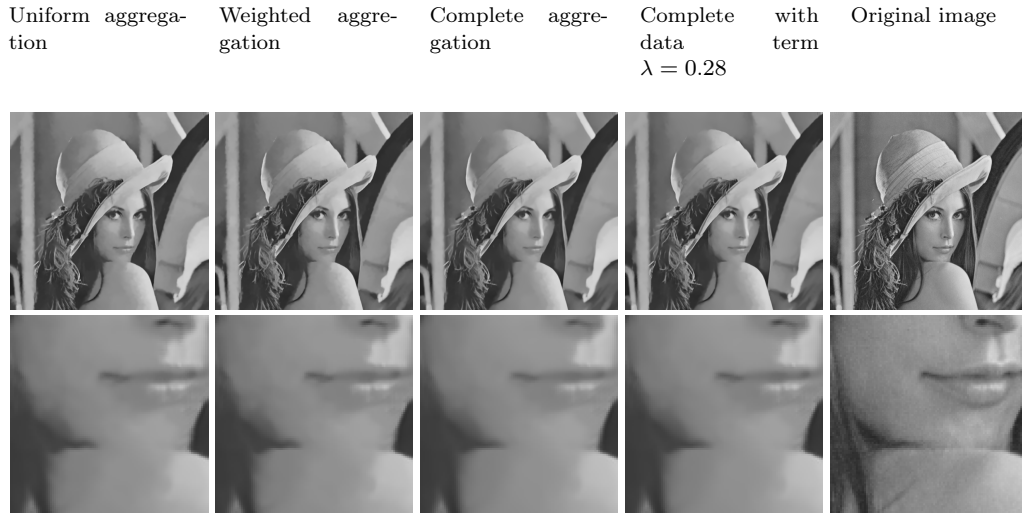 Uniform aggrega-
tion
Weighted aggre-
gation
Complete aggre-
gation
Complete with
data term
λ = 0.28
Original image